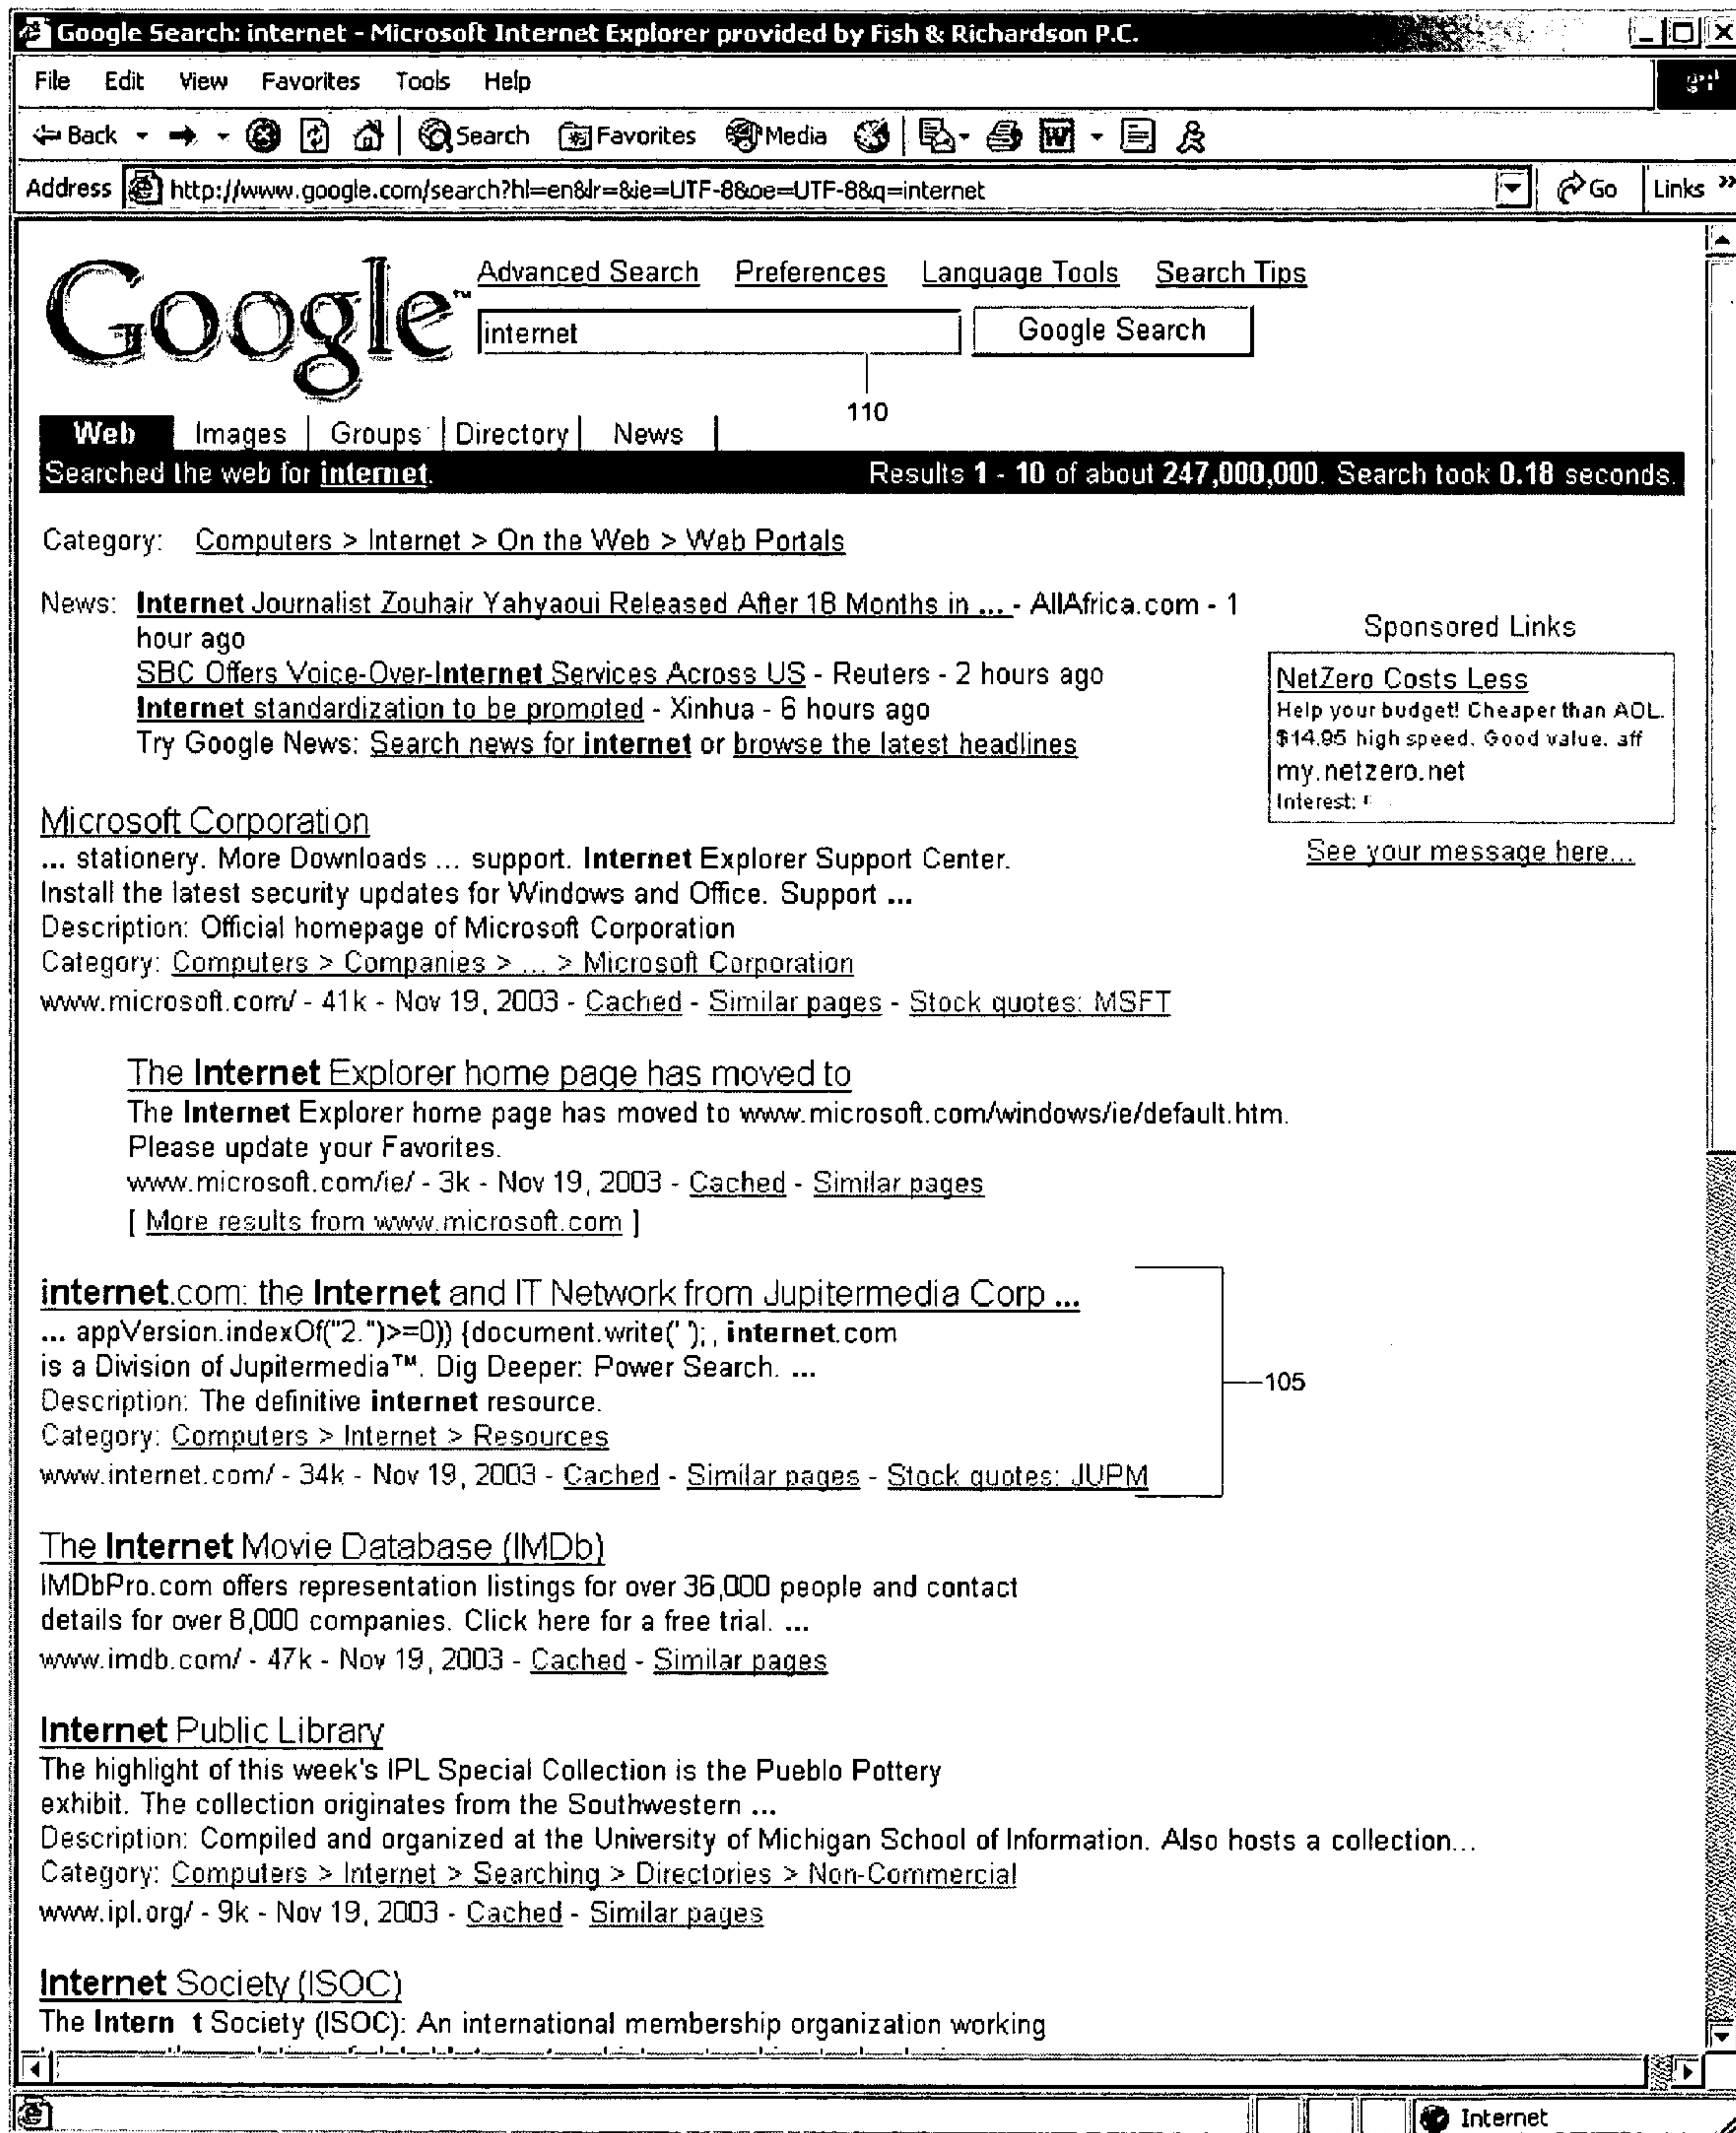 Google Search: internet - Microsoft Internet Explorer provided by Fish & Richardson P.C.
File Edit View Favorites Tools Help
Back Search Favorites Media
Address http://www.google.com/search?hl=en&lr=&ie=UTF-8&oe=UTF-8&q=internet Go Links »
Google™
Advanced Search Preferences Language Tools Search Tips
internet Google Search
110
Web Images Groups Directory News
Searched the web for internet. Results 1 - 10 of about 247,000,000. Search took 0.18 seconds.
Category: Computers > Internet > On the Web > Web Portals
News: Internet Journalist Zouhair Yahyaoui Released After 18 Months in ... - AllAfrica.com - 1
hour ago
SBC Offers Voice-Over-Internet Services Across US - Reuters - 2 hours ago
Internet standardization to be promoted - Xinhua - 6 hours ago
Try Google News: Search news for internet or browse the latest headlines
Sponsored Links
NetZero Costs Less
Help your budget! Cheaper than AOL.
$14.95 high speed. Good value. aff
my.netzero.net
Interest:
See your message here...
Microsoft Corporation
... stationery. More Downloads ... support. Internet Explorer Support Center.
Install the latest security updates for Windows and Office. Support ...
Description: Official homepage of Microsoft Corporation
Category: Computers > Companies > ... > Microsoft Corporation
www.microsoft.com/ - 41k - Nov 19, 2003 - Cached - Similar pages - Stock quotes: MSFT
The Internet Explorer home page has moved to
The Internet Explorer home page has moved to www.microsoft.com/windows/ie/default.htm.
Please update your Favorites.
www.microsoft.com/ie/ - 3k - Nov 19, 2003 - Cached - Similar pages
[ More results from www.microsoft.com ]
internet.com: the Internet and IT Network from Jupitermedia Corp ...
... appVersion.indexOf("2.")>=0)) {document.write(' ');, internet.com
is a Division of Jupitermedia™. Dig Deeper: Power Search. ...
Description: The definitive internet resource.
Category: Computers > Internet > Resources
www.internet.com/ - 34k - Nov 19, 2003 - Cached - Similar pages - Stock quotes: JUPM
105
The Internet Movie Database (IMDb)
IMDbPro.com offers representation listings for over 36,000 people and contact
details for over 8,000 companies. Click here for a free trial. ...
www.imdb.com/ - 47k - Nov 19, 2003 - Cached - Similar pages
Internet Public Library
The highlight of this week's IPL Special Collection is the Pueblo Pottery
exhibit. The collection originates from the Southwestern ...
Description: Compiled and organized at the University of Michigan School of Information. Also hosts a collection...
Category: Computers > Internet > Searching > Directories > Non-Commercial
www.ipl.org/ - 9k - Nov 19, 2003 - Cached - Similar pages
Internet Society (ISOC)
The Intern t Society (ISOC): An international membership organization working
Internet